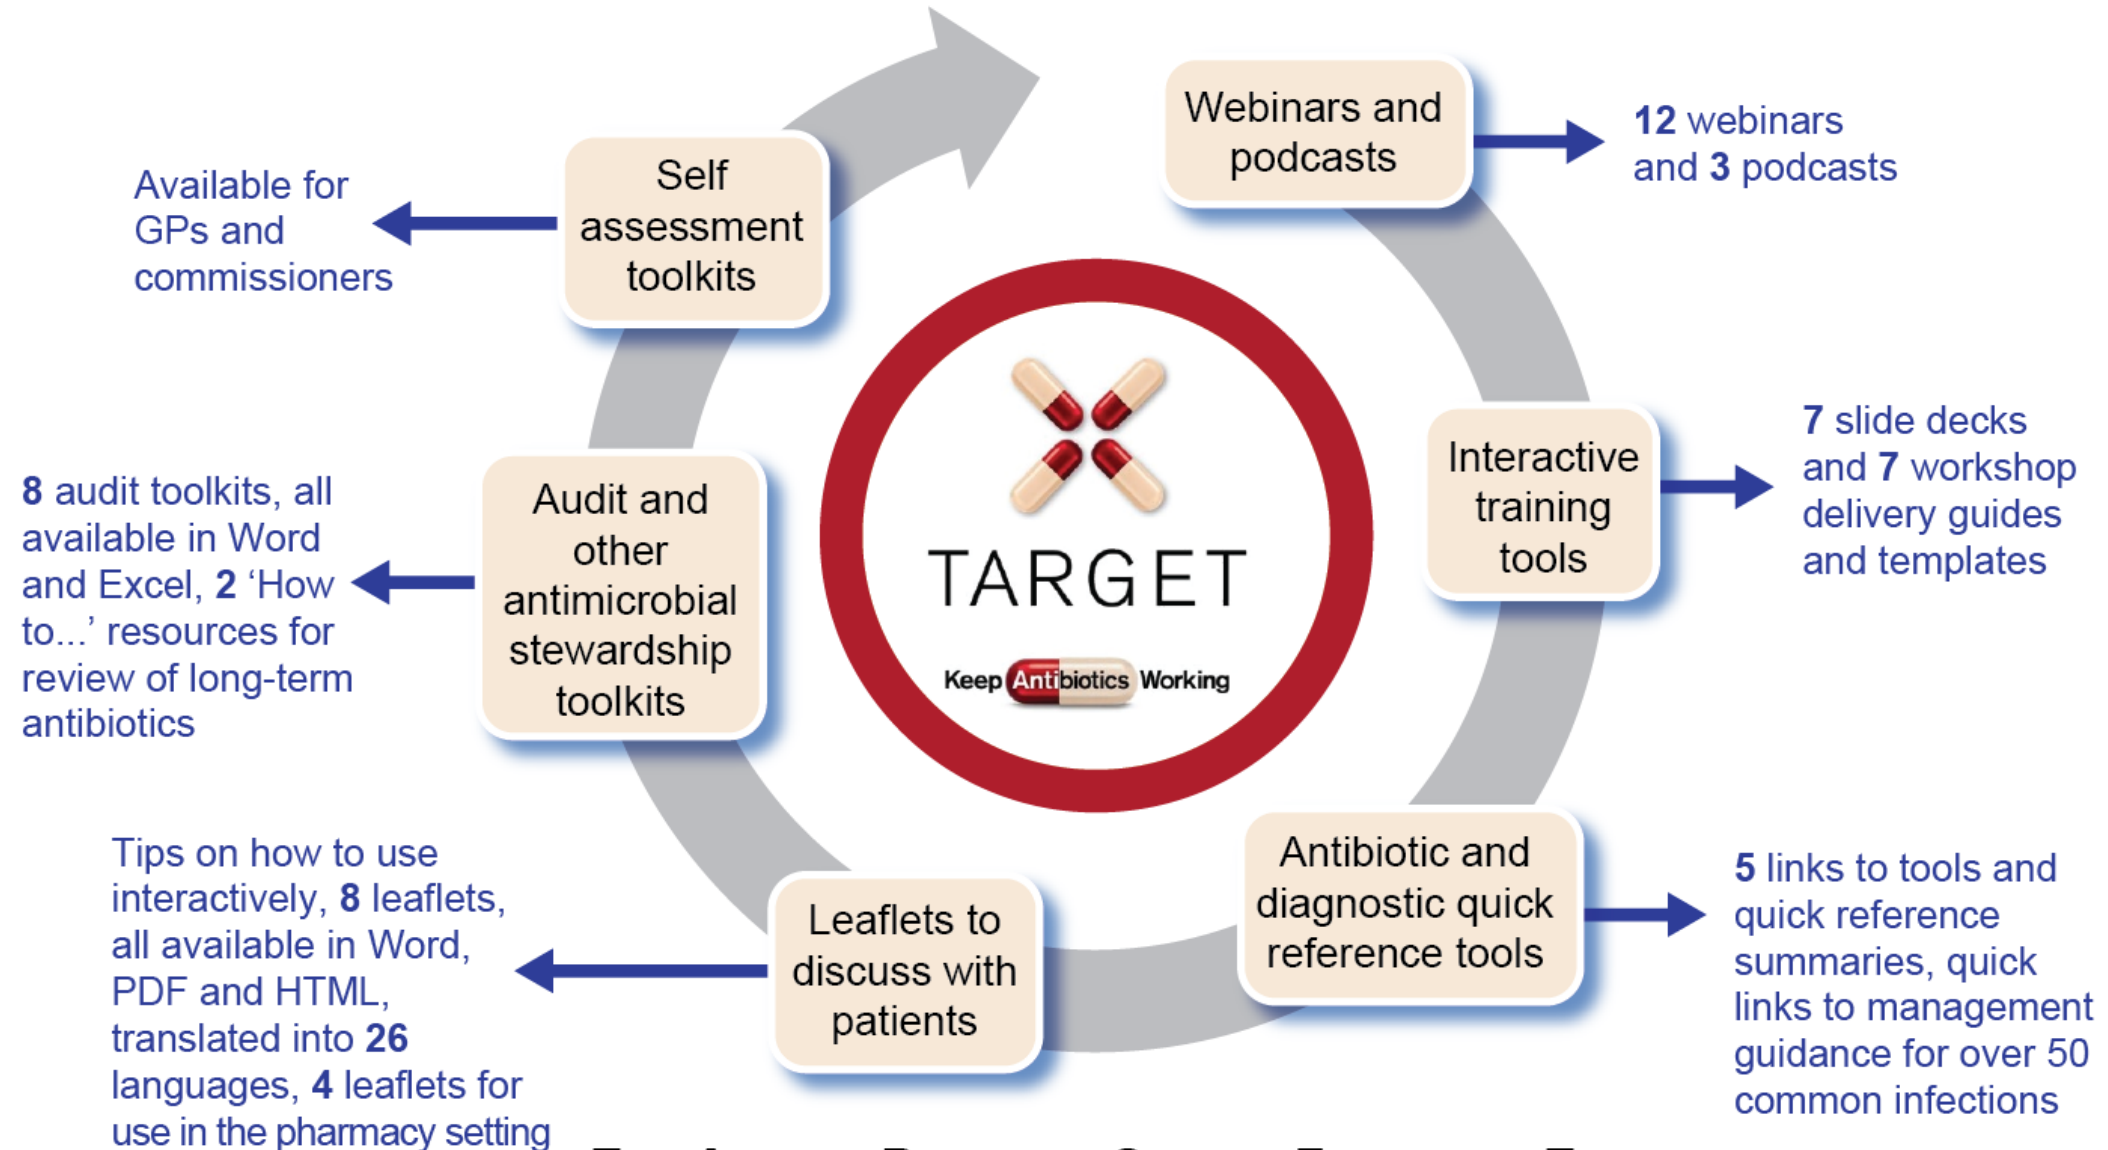 Webinars and
podcasts
12 webinars
and 3 podcasts
Interactive
training
tools
7 slide decks
and 7 workshop
delivery guides
and templates
Antibiotic and
diagnostic quick
reference tools
5 links to tools and
quick reference
summaries, quick
links to management
guidance for over 50
common infections
Leaflets to
discuss with
patients
Tips on how to use
interactively, 8 leaflets,
all available in Word,
PDF and HTML,
translated into 26
languages, 4 leaflets for
use in the pharmacy setting
Audit and
other
antimicrobial
stewardship
toolkits
8 audit toolkits, all
available in Word
and Excel, 2 ‘How
to...’ resources for
review of long-term
antibiotics
Self
assessment
toolkits
Available for
GPs and
commissioners
TARGET
Keep Antibiotics Working